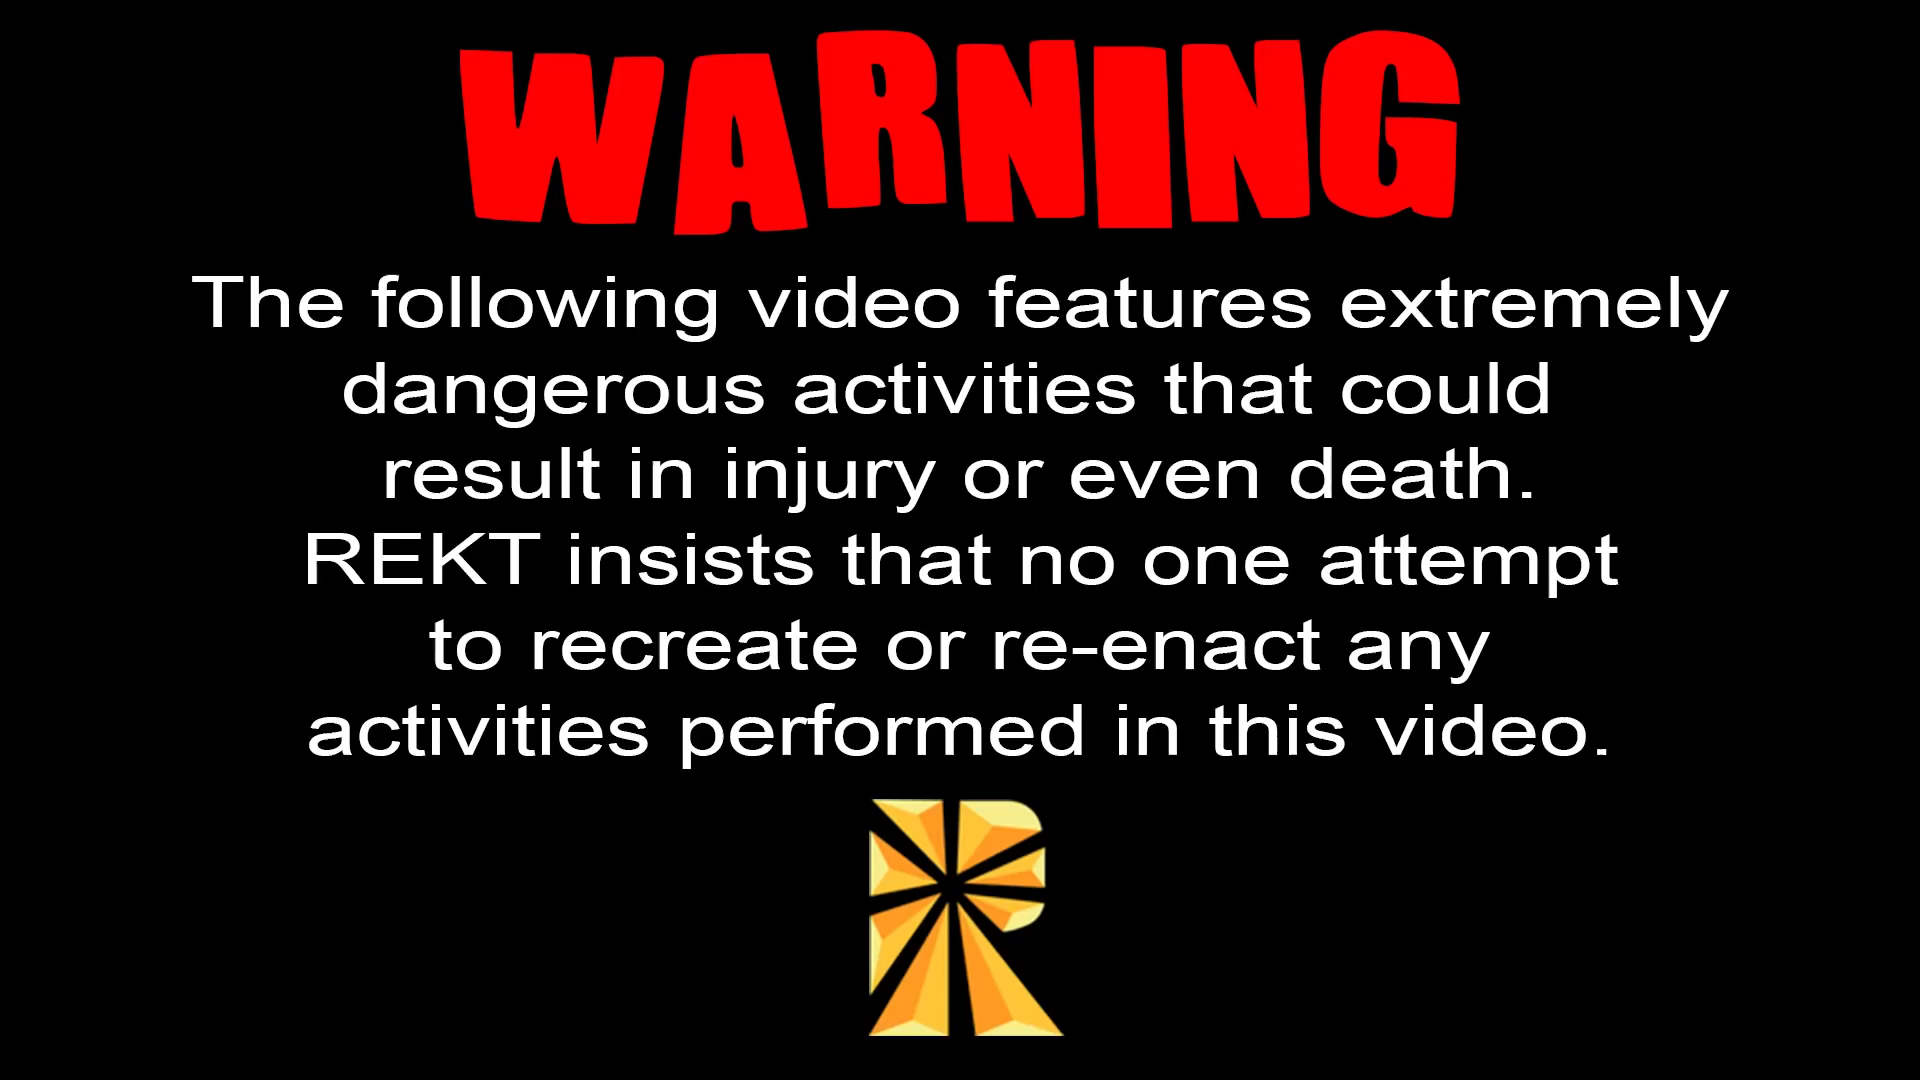 WARNING
The following video features extremely
dangerous activities that could
result in injury or even death.
REKT insists that no one attempt
to recreate or re-enact any
activities performed in this video.
R